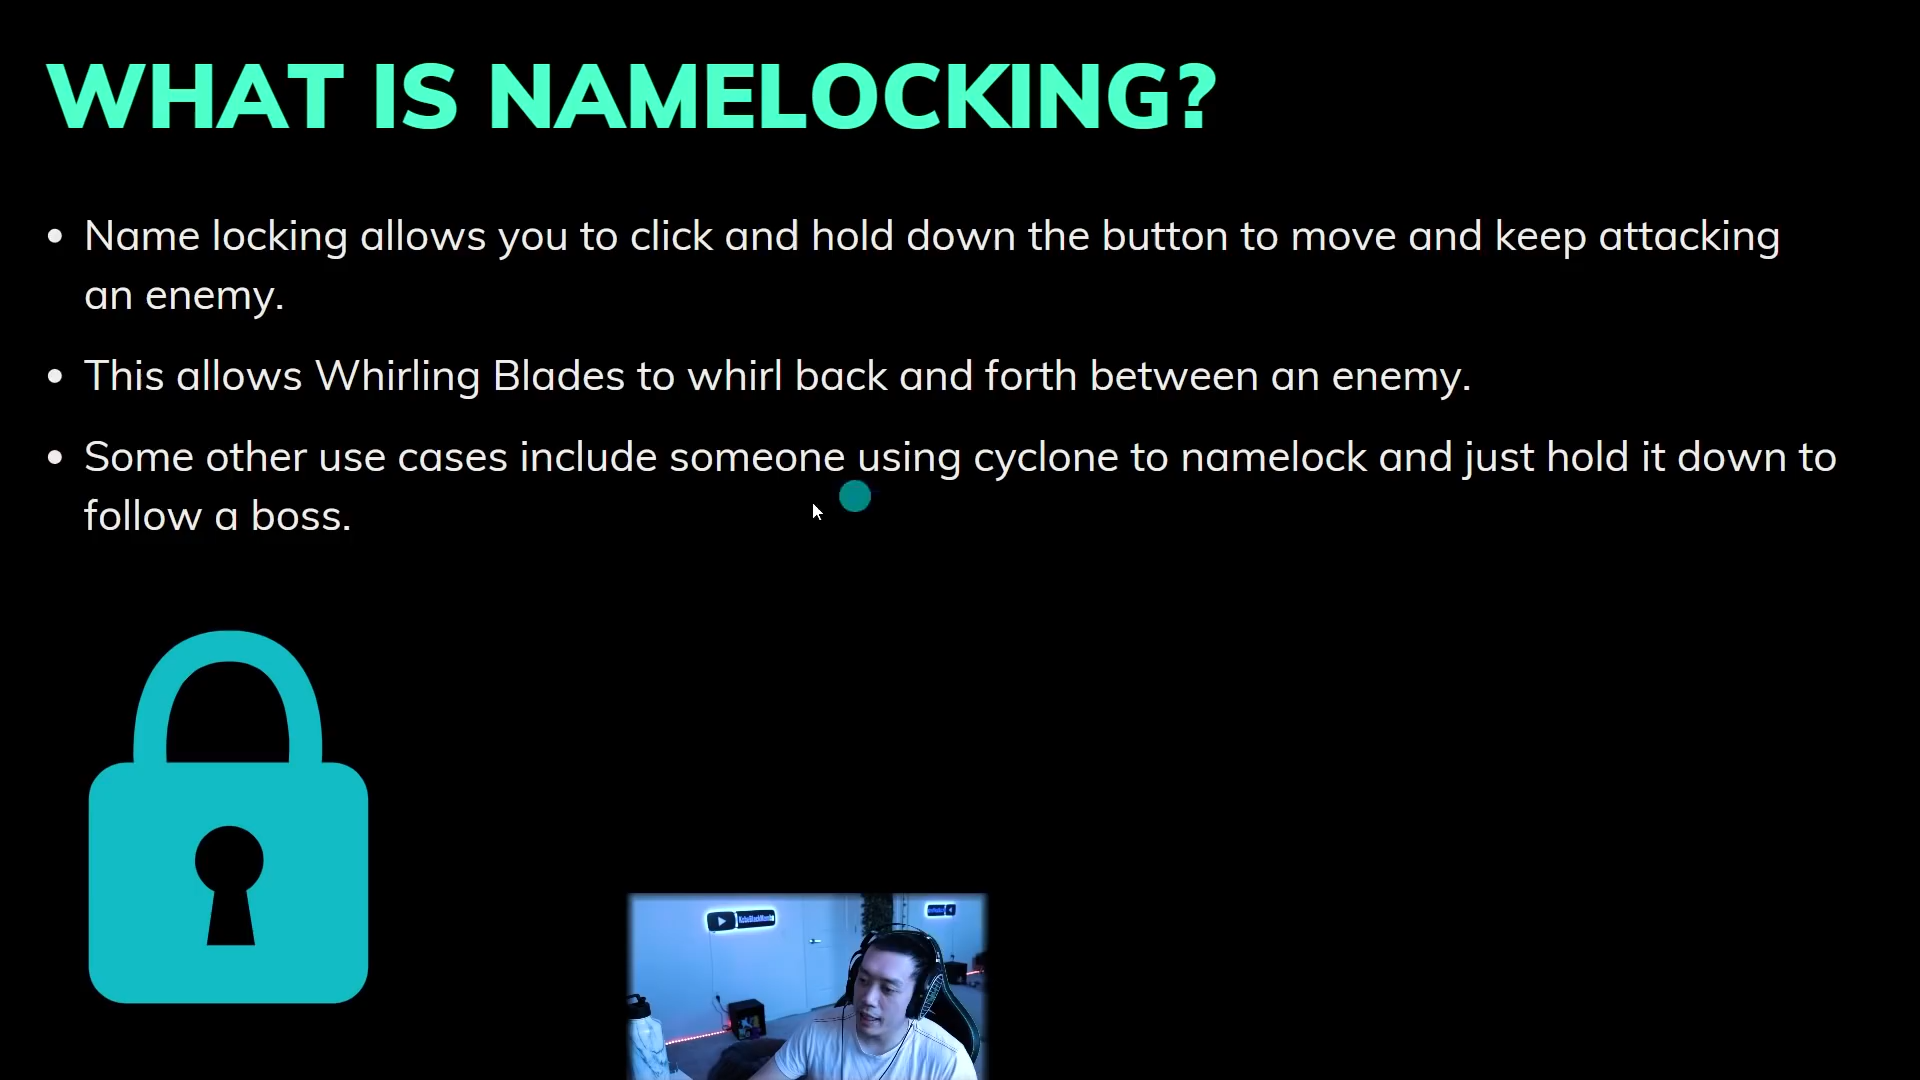 WHAT IS NAMELOCKING?
• Name locking allows you to click and hold down the button to move and keep attacking
an enemy.
• This allows Whirling Blades to whirl back and forth between an enemy.
• Some other use cases include someone using cyclone to namelock and just hold it down to
follow a boss.